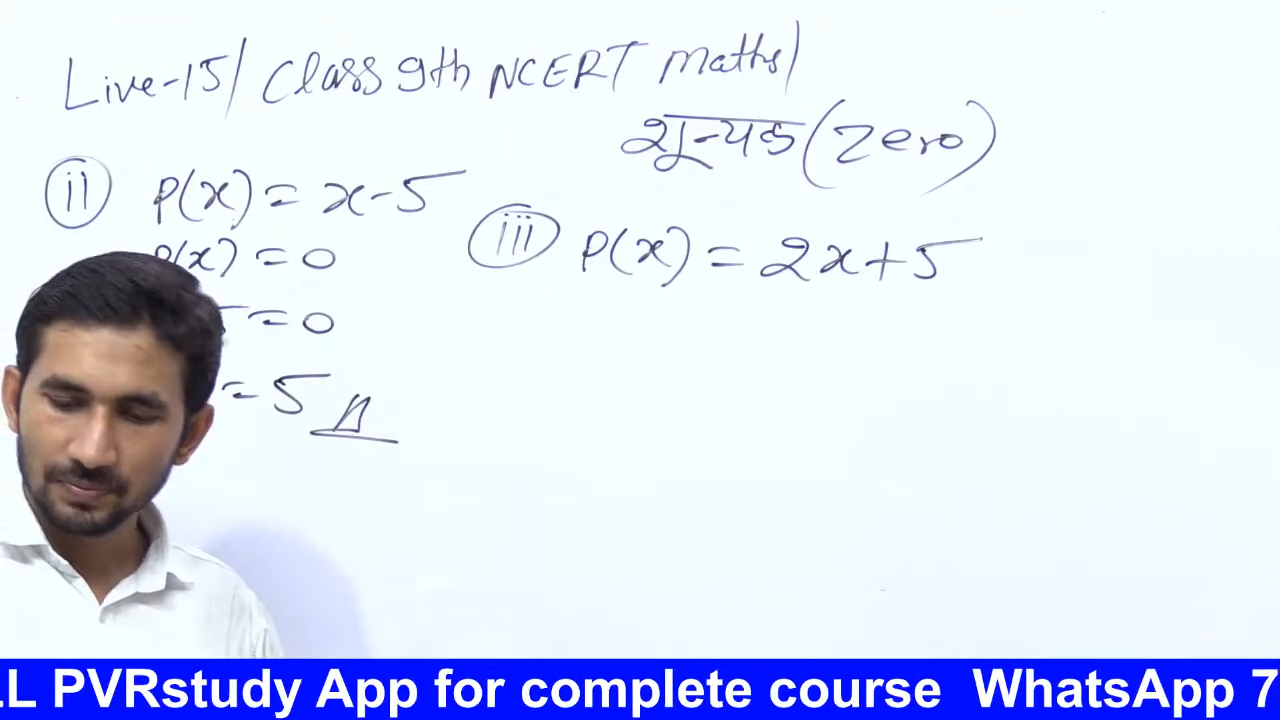 Live-15/ Class 9th NCERT Maths/
शून्यक (Zero)
(ii) P(x) = x-5
P(x) = 0
= 0
= 5
(iii) P(x) = 2x+5
LL PVRstudy App for complete course WhatsApp 7